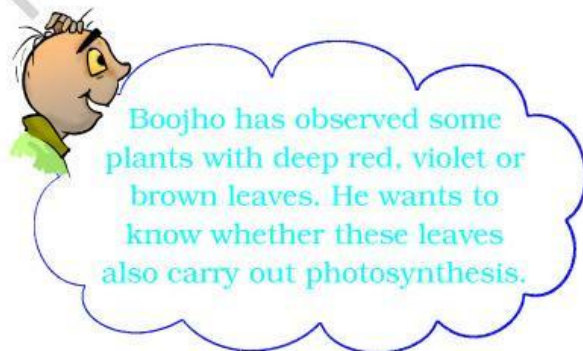 Boojho has observed some
plants with deep red, violet or
brown leaves. He wants to
know whether these leaves
also carry out photosynthesis.